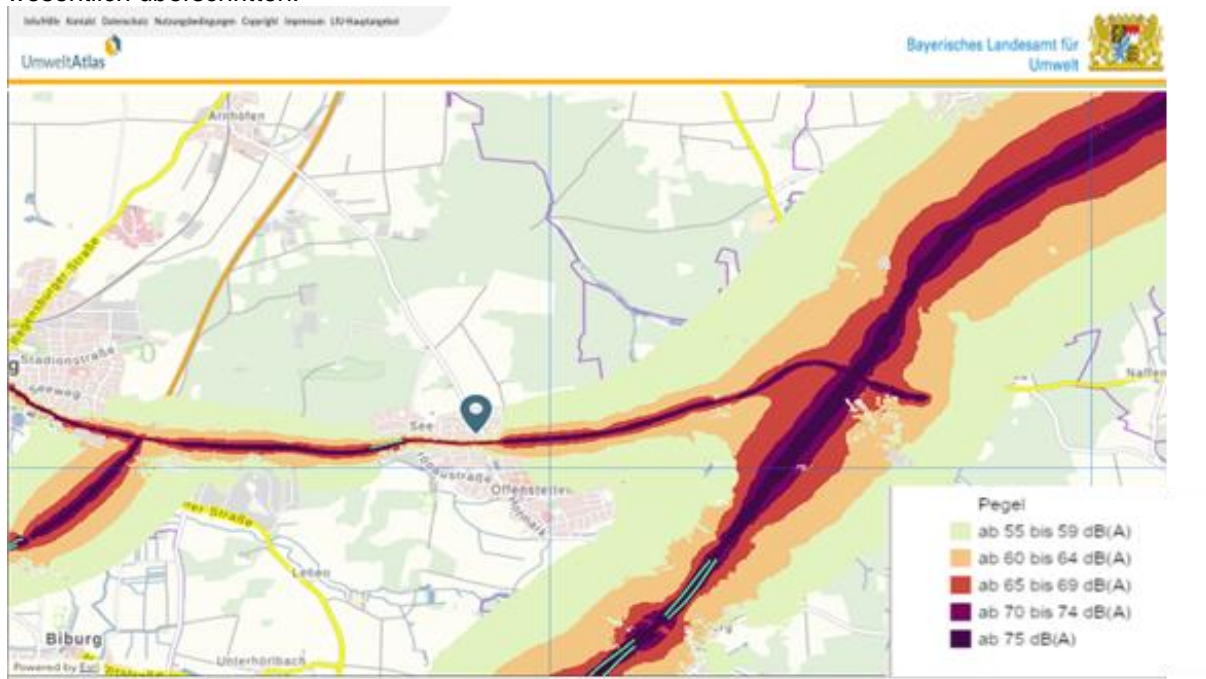 wesentlich überschritten.
Info/Hilfe Kontakt Datenschutz Nutzungsbedingungen Copyright Impressum LfU-Hauptangebot
UmweltAtlas
Bayerisches Landesamt für
Umwelt
Arnhofen
Regensburger Straße
Stadionstraße
g
Seeweg
See
Offenstetten
Leben
Biburg
Unterhörlbach
Powered by Esri
Pegel
ab 55 bis 59 dB(A)
ab 60 bis 64 dB(A)
ab 65 bis 69 dB(A)
ab 70 bis 74 dB(A)
ab 75 dB(A)